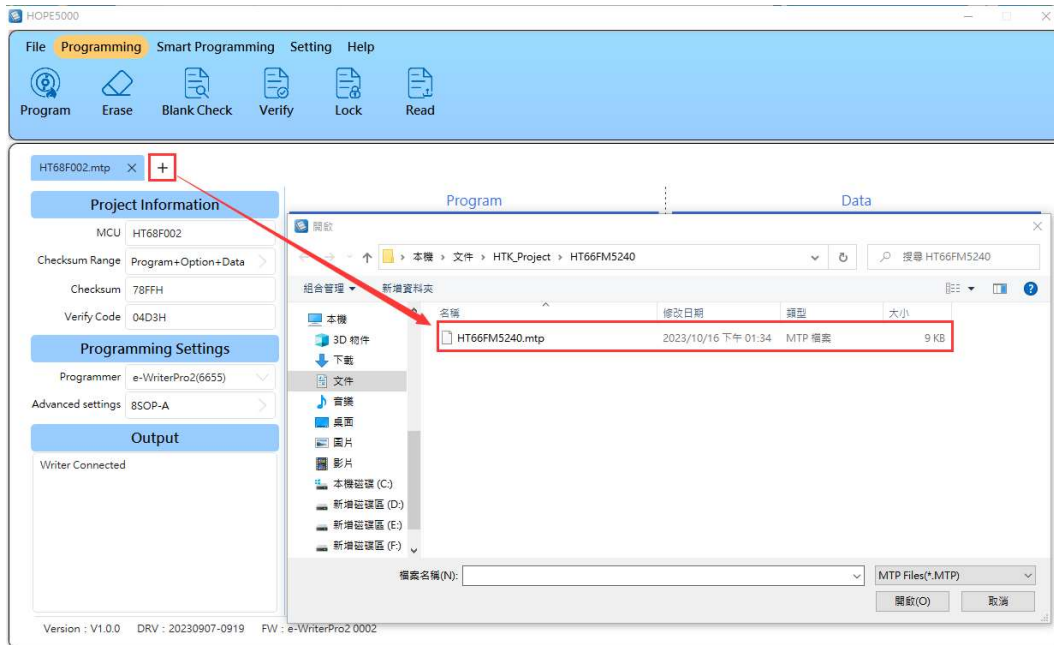 HOPE5000
File Programming Smart Programming Setting Help
Program Erase Blank Check Verify Lock Read
HT68F002.mtp × +
Project Information
MCU HT68F002
Checksum Range Program+Option+Data
Checksum 78FFH
Verify Code 04D3H
Programming Settings
Programmer e-WriterPro2(6655)
Advanced settings 8SOP-A
Output
Writer Connected
Program Data
開啟
本機 › 文件 › HTK_Project › HT66FM5240
搜尋 HT66FM5240
組合管理 新增資料夾
名稱 修改日期 類型 大小
HT66FM5240.mtp 2023/10/16 下午 01:34 MTP 檔案 9 KB
本機
3D 物件
下載
文件
音樂
桌面
圖片
影片
本機磁碟 (C:)
新增磁碟區 (D:)
新增磁碟區 (E:)
新增磁碟區 (F:)
檔案名稱(N): MTP Files(*.MTP)
開啟(O) 取消
Version : V1.0.0 DRV : 20230907-0919 FW : e-WriterPro2 0002